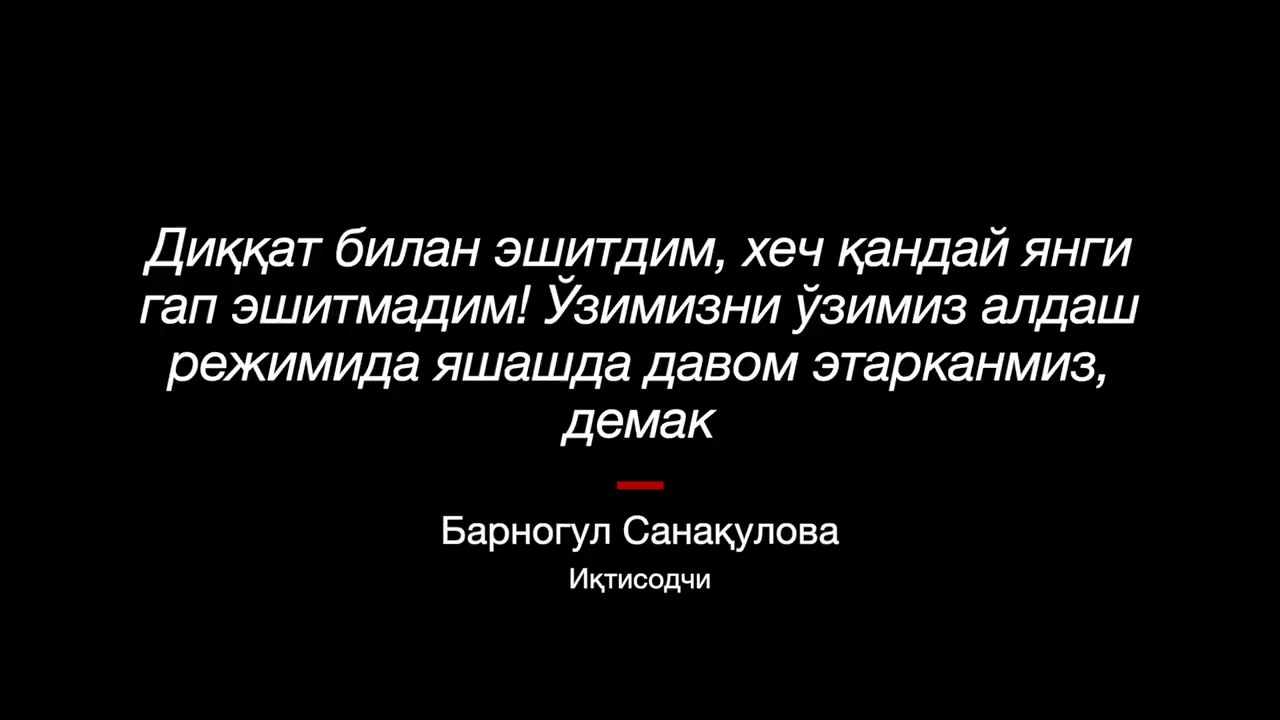 Диққат билан эшитдим, хеч қандай янги
гап эшитмадим! Ўзимизни ўзимиз алдаш
режимида яшашда давом этарканмиз,
демак
Барногул Санақулова
Иқтисодчи